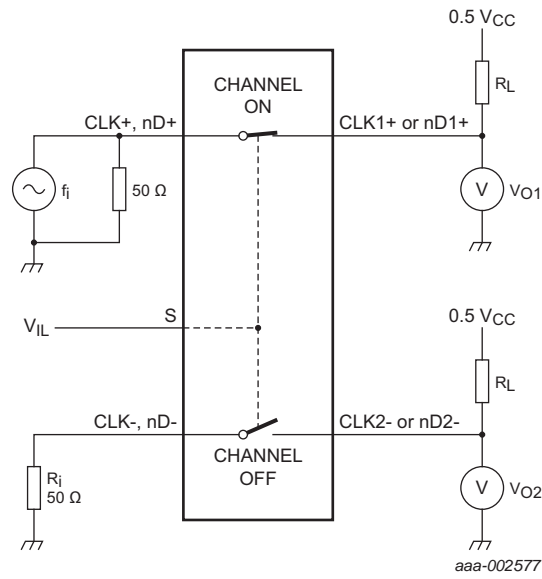 0.5 VCC
CHANNEL
ON
RL
CLK+, nD+
CLK1+ or nD1+
fi
50 Ω
V
VO1
S
VIL
0.5 VCC
RL
CLK-, nD-
CLK2- or nD2-
CHANNEL
OFF
Ri
50 Ω
V
VO2
aaa-002577